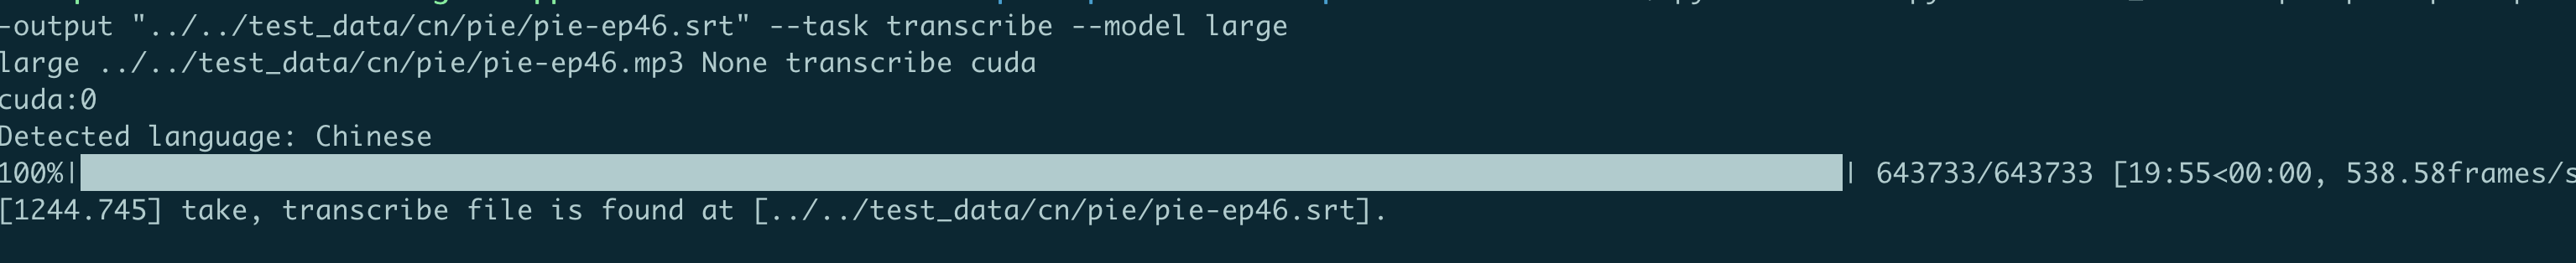 -output "../../test_data/cn/pie/pie-ep46.srt" --task transcribe --model large
large ../../test_data/cn/pie/pie-ep46.mp3 None transcribe cuda
cuda:0
Detected language: Chinese
100%| | 643733/643733 [19:55<00:00, 538.58frames/s
[1244.745] take, transcribe file is found at [../../test_data/cn/pie/pie-ep46.srt].